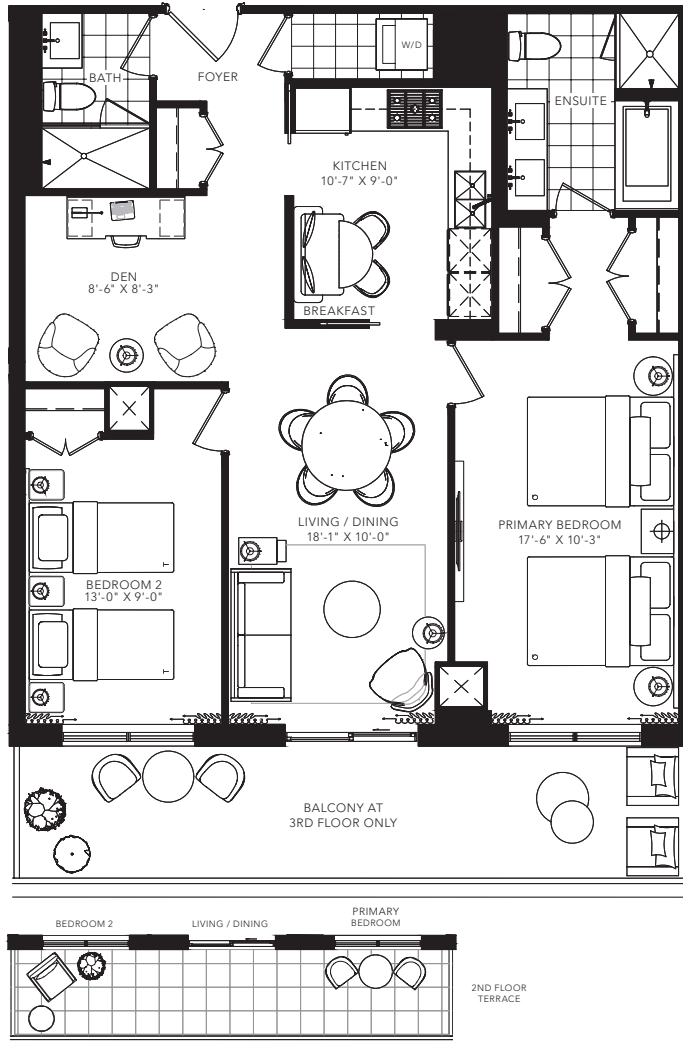 W/D
BATH
FOYER
ENSUITE
KITCHEN
10'-7" X 9'-0"
DEN
8'-6" X 8'-3"
BREAKFAST
LIVING / DINING
18'-1" X 10'-0"
PRIMARY BEDROOM
17'-6" X 10'-3"
BEDROOM 2
13'-0" X 9'-0"
BALCONY AT
3RD FLOOR ONLY
BEDROOM 2
LIVING / DINING
PRIMARY
BEDROOM
2ND FLOOR
TERRACE